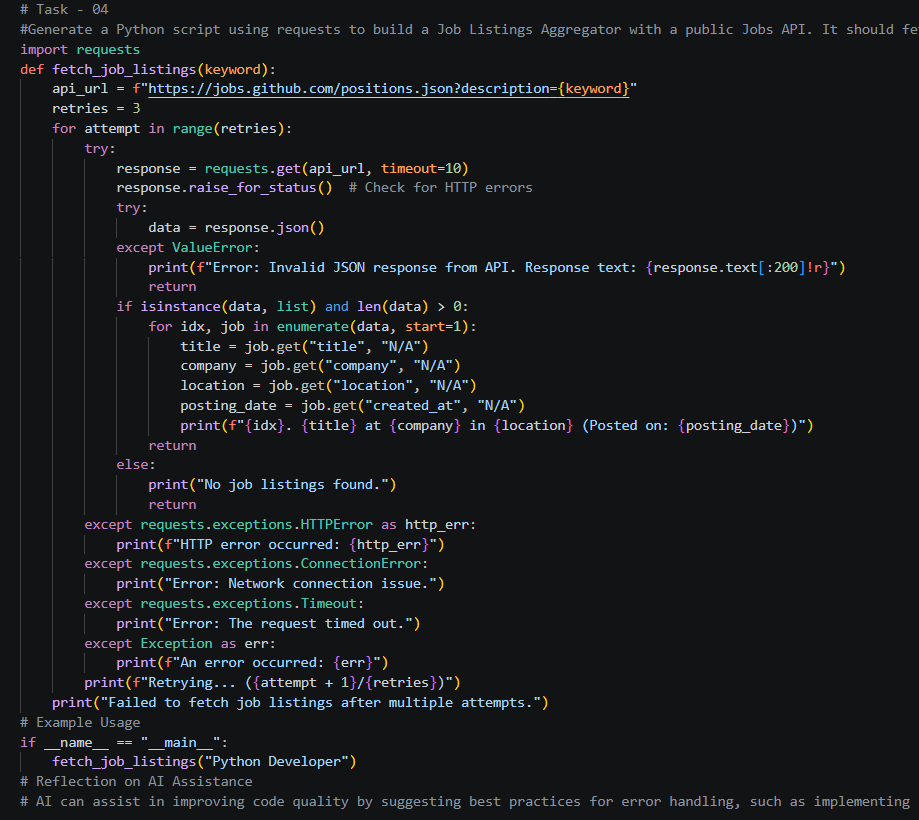 # Task - 04
#Generate a Python script using requests to build a Job Listings Aggregator with a public Jobs API. It should
import requests
def fetch_job_listings(keyword):
    api_url = f"https://jobs.github.com/positions.json?description={keyword}"
    retries = 3
    for attempt in range(retries):
        try:
            response = requests.get(api_url, timeout=10)
            response.raise_for_status()  # Check for HTTP errors
            try:
                data = response.json()
            except ValueError:
                print(f"Error: Invalid JSON response from API. Response text: {response.text[:200]!r}")
                return
            if isinstance(data, list) and len(data) > 0:
                for idx, job in enumerate(data, start=1):
                    title = job.get("title", "N/A")
                    company = job.get("company", "N/A")
                    location = job.get("location", "N/A")
                    posting_date = job.get("created_at", "N/A")
                    print(f"{idx}. {title} at {company} in {location} (Posted on: {posting_date})")
                return
            else:
                print("No job listings found.")
                return
        except requests.exceptions.HTTPError as http_err:
            print(f"HTTP error occurred: {http_err}")
        except requests.exceptions.ConnectionError:
            print("Error: Network connection issue.")
        except requests.exceptions.Timeout:
            print("Error: The request timed out.")
        except Exception as err:
            print(f"An error occurred: {err}")
        print(f"Retrying... ({attempt + 1}/{retries})")
    print("Failed to fetch job listings after multiple attempts.")
# Example Usage
if __name__ == "__main__":
    fetch_job_listings("Python Developer")
# Reflection on AI Assistance
# AI can assist in improving code quality by suggesting best practices for error handling, such as implementing